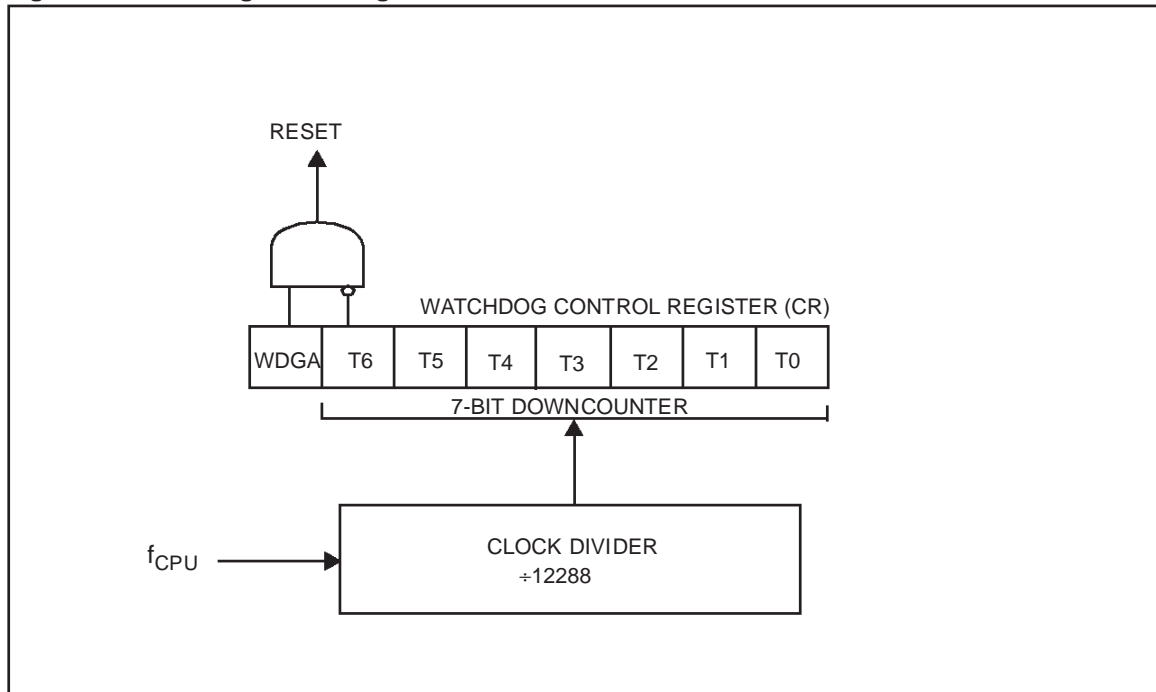 RESET
WATCHDOG CONTROL REGISTER (CR)
WDGA T6 T5 T4 T3 T2 T1 T0
7-BIT DOWNCOUNTER
fCPU
CLOCK DIVIDER
÷12288